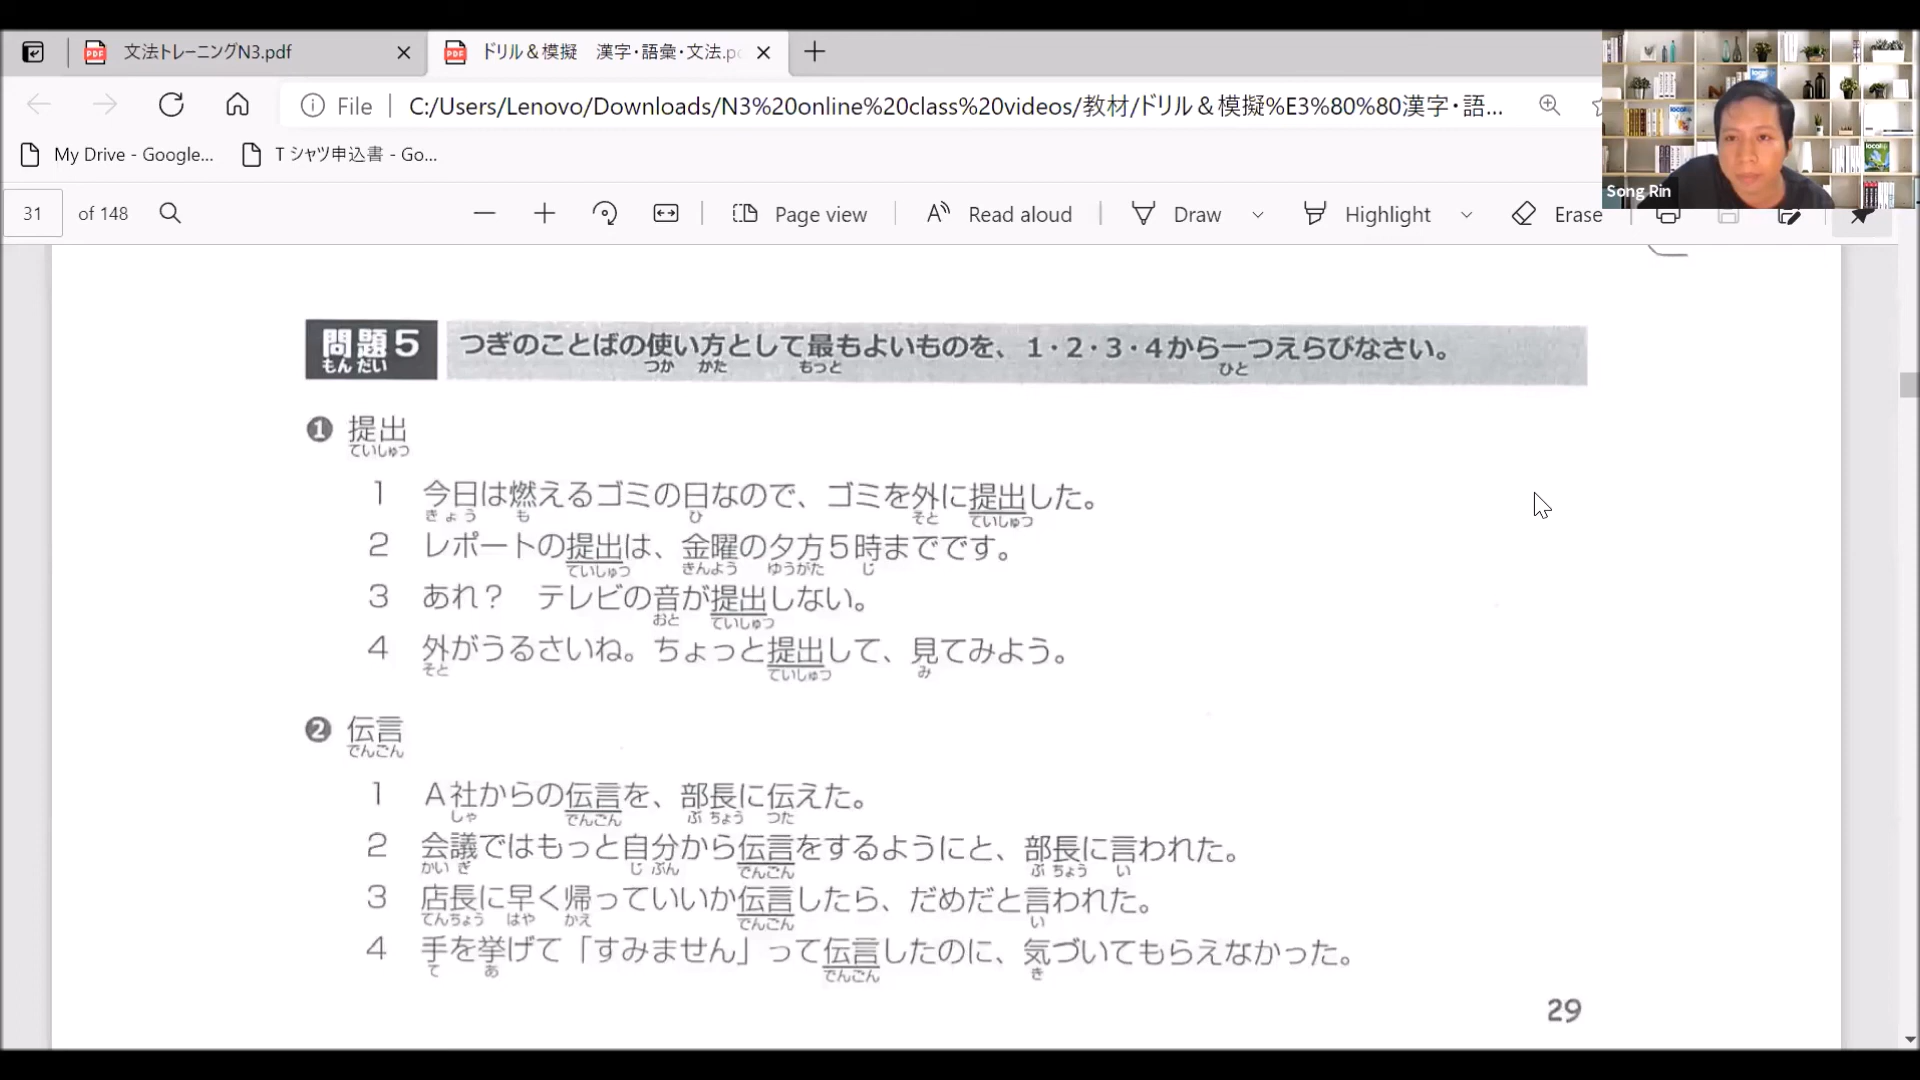 文法トレーニングN3.pdf
ドリル＆模擬　漢字・語彙・文法.pd
File
C:/Users/Lenovo/Downloads/N3%20online%20class%20videos/教材/ドリル＆模擬%E3%80%80漢字・語...
My Drive - Google...
Tシャツ申込書 - Go...
Song Rin
31 of 148
Page view
Read aloud
Draw
Highlight
Erase
問題5 つぎのことばの使い方として最もよいものを、1・2・3・4から一つえらびなさい。
もんだい つか かた もっと ひと
❶ 提出
ていしゅつ
1 今日は燃えるゴミの日なので、ゴミを外に提出した。
きょう も ひ そと ていしゅつ
2 レポートの提出は、金曜の夕方5時までです。
ていしゅつ きんよう ゆうがた じ
3 あれ？ テレビの音が提出しない。
おと ていしゅつ
4 外がうるさいね。ちょっと提出して、見てみよう。
そと ていしゅつ み
❷ 伝言
でんごん
1 A社からの伝言を、部長に伝えた。
しゃ でんごん ぶちょう つた
2 会議ではもっと自分から伝言をするようにと、部長に言われた。
かいぎ じぶん でんごん ぶちょう い
3 店長に早く帰っていいか伝言したら、だめだと言われた。
てんちょう はや かえ でんごん い
4 手を挙げて「すみません」って伝言したのに、気づいてもらえなかった。
て あ でんごん き
29